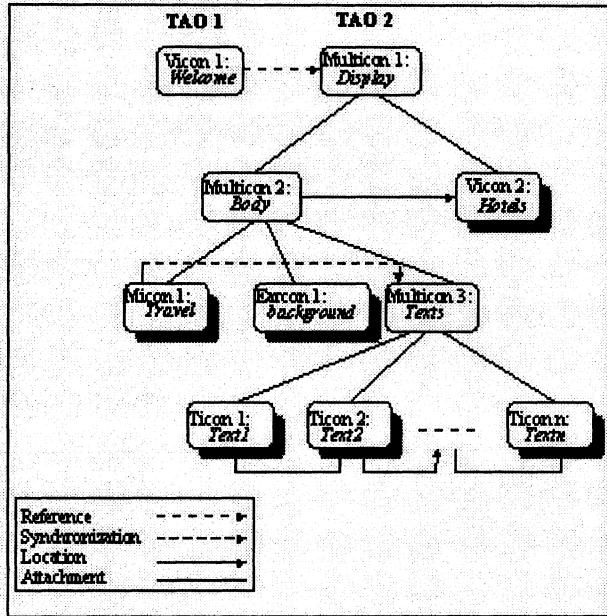 TAO 1 TAO 2
Vicon 1: Multicon 1:
Welcome Display
Multicon 2: Vicon 2:
Body Hotels
Micon 1: Earcon 1: Multicon 3:
Travel background Texts
Ticon 1: Ticon 2: Ticon n:
Text1 Text2 Textn
Reference
Synchronization
Location
Attachment